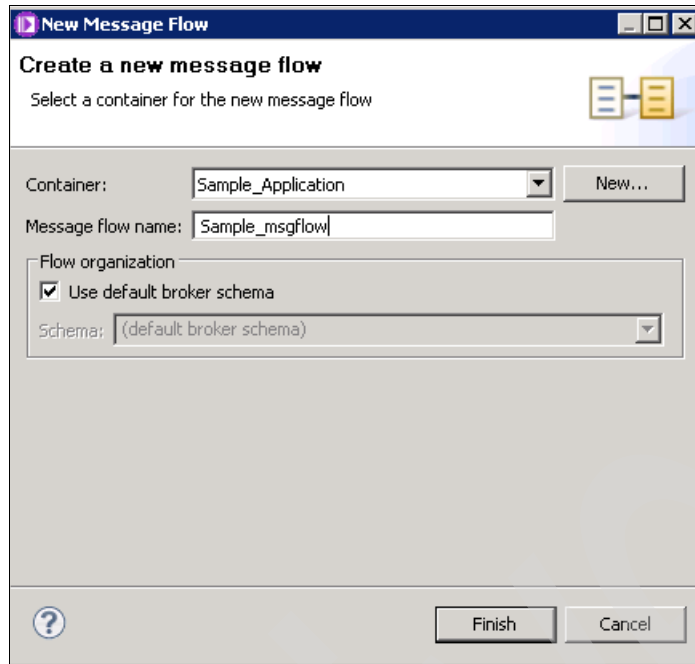 New Message Flow
Create a new message flow
Select a container for the new message flow
Container: Sample_Application New...
Message flow name: Sample_msgflow
Flow organization
Use default broker schema
Schema: (default broker schema)
? Finish Cancel